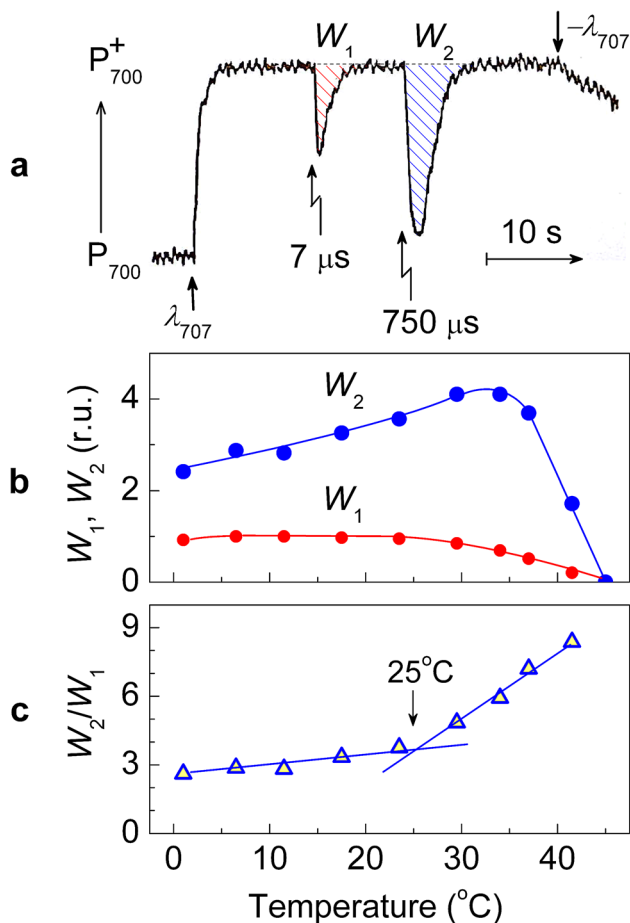 a
W₁ W₂ −λ₇₀₇
P⁺₇₀₀
P₇₀₀
λ₇₀₇
7 μs
750 μs
10 s
b
W₁, W₂ (r.u.)
4
2
0
W₂
W₁
c
W₂/W₁
9
6
3
0
25°C
0 10 20 30 40
Temperature (°C)